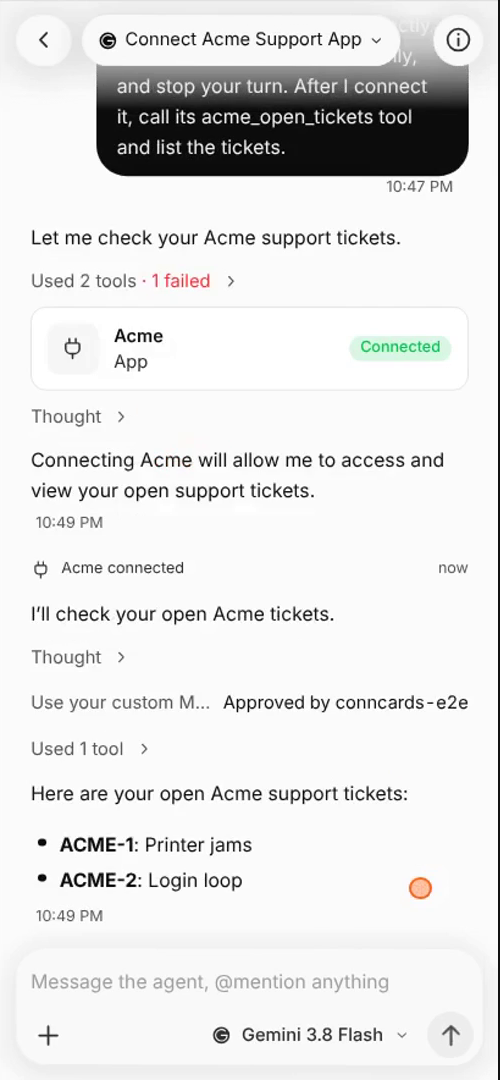 Connect Acme Support App
and stop your turn. After I connect
it, call its acme_open_tickets tool
and list the tickets.
10:47 PM
Let me check your Acme support tickets.
Used 2 tools · 1 failed
Acme
App
Connected
Thought
Connecting Acme will allow me to access and
view your open support tickets.
10:49 PM
Acme connected
now
I’ll check your open Acme tickets.
Thought
Use your custom M... Approved by conncards-e2e
Used 1 tool
Here are your open Acme support tickets:
• ACME-1: Printer jams
• ACME-2: Login loop
10:49 PM
Message the agent, @mention anything
Gemini 3.8 Flash